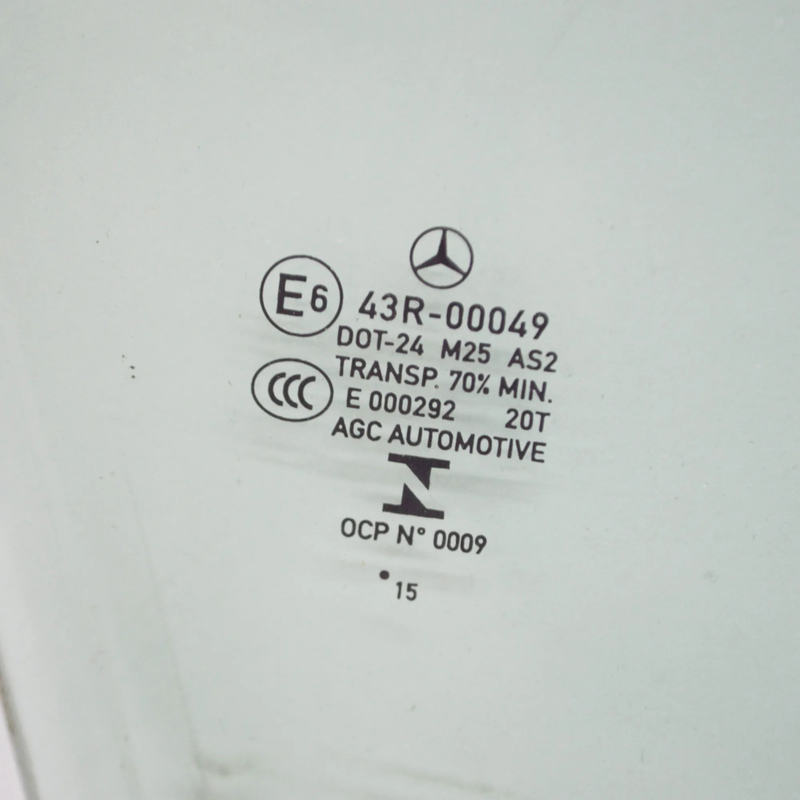 E6 43R-00049
DOT-24 M25 AS2
TRANSP. 70% MIN.
CCC E 000292 20T
AGC AUTOMOTIVE
N
OCP N° 0009
.15